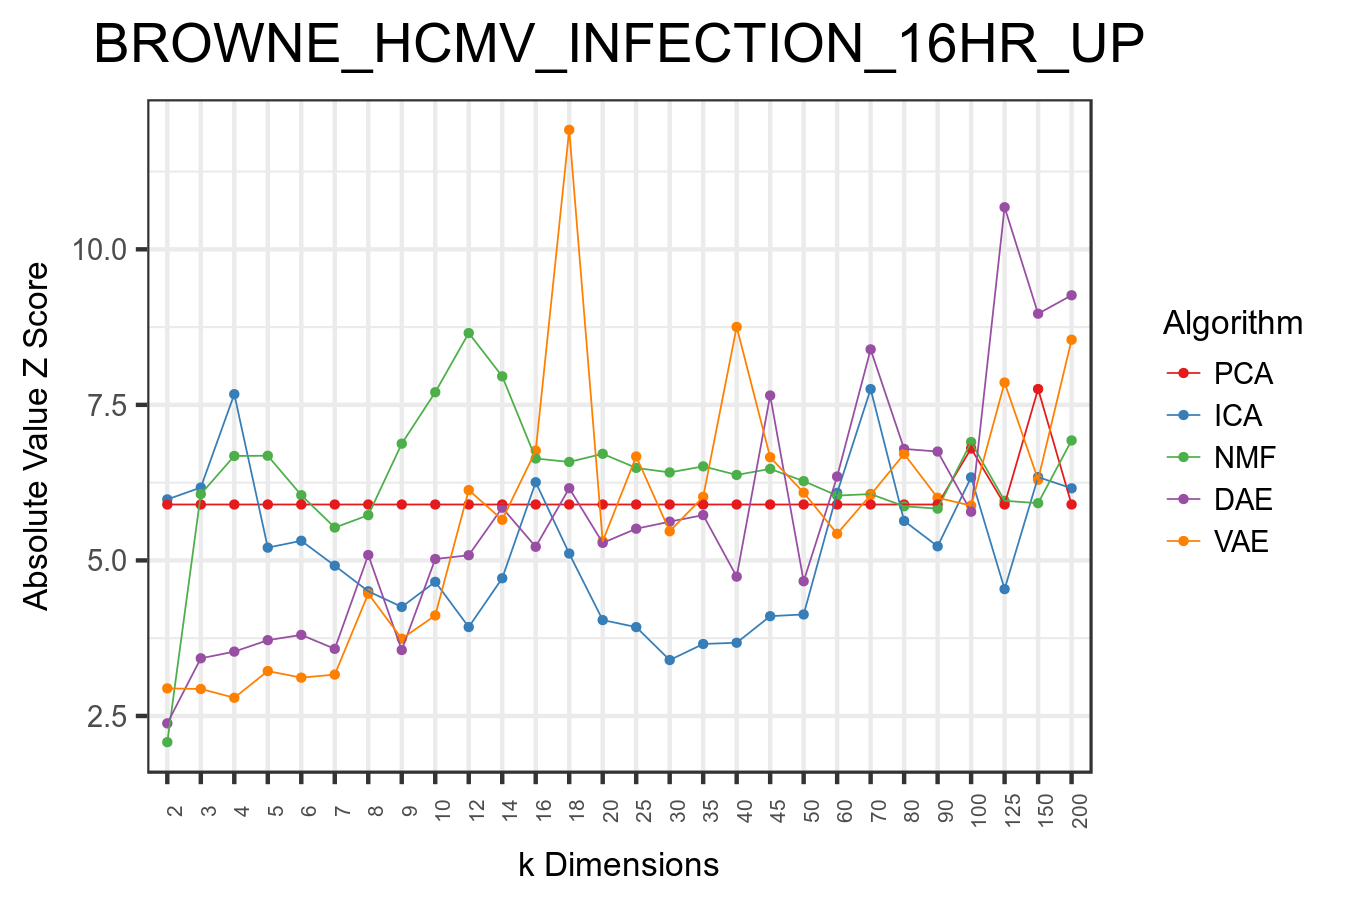 BROWNE_HCMV_INFECTION_16HR_UP
Absolute Value Z Score
10.0
7.5
5.0
2.5
2 3 4 5 6 7 8 9 10 12 14 16 18 20 25 30 35 40 45 50 60 70 80 90 100 125 150 200
k Dimensions
Algorithm
PCA
ICA
NMF
DAE
VAE